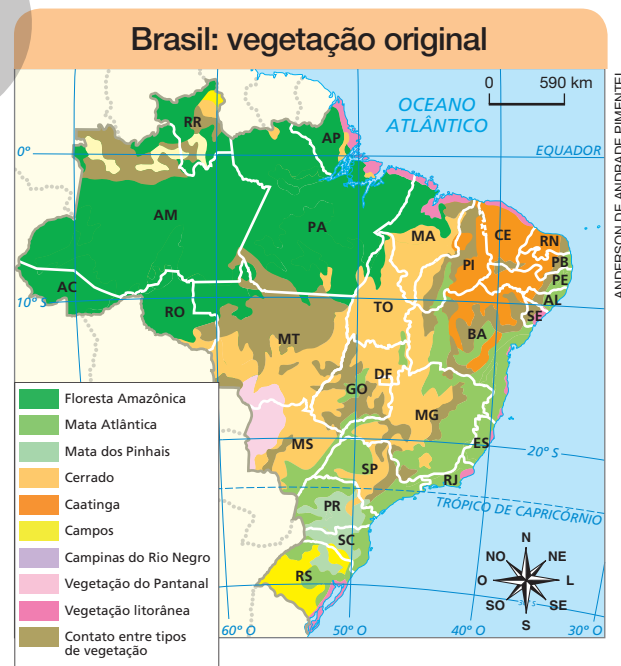 Brasil: vegetação original
0 590 km
OCEANO
ATLÂNTICO
ANDERSON DE ANDRADE PIMENTEL
RR
AP
0°
EQUADOR
AM
PA
MA
CE
RN
PI
PB
PE
AC
AL
10° S
RO
TO
SE
MT
BA
DF
GO
MG
MS
ES
20° S
SP
RJ
PR
TRÓPICO DE CAPRICÓRNIO
SC
RS
Floresta Amazônica
Mata Atlântica
Mata dos Pinhais
Cerrado
Caatinga
Campos
Campinas do Rio Negro
Vegetação do Pantanal
Vegetação litorânea
Contato entre tipos
de vegetação
N
NO NE
O L
SO SE
S
60° O 50° O 40° O 30° O